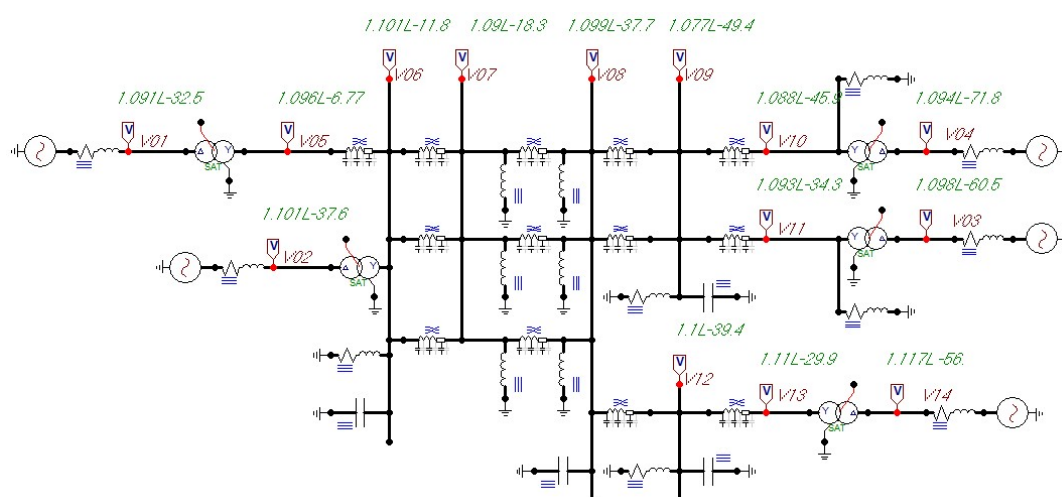 1.101L-11.8 1.09L-18.3 1.099L-37.7 1.077L-49.4
V V V V
V06 V07 V08 V09
1.091L-32.5 1.096L-6.77 1.088L-45.9 1.094L-71.8
V V V V
V01 V05 V10 V04
Δ Y Y Δ
SAT SAT
1.093L-34.3 1.098L-60.5
1.101L-37.6
V V V
V02 V11 V03
Δ Y Y Δ
SAT SAT
1.1L-39.4
1.11L-29.9 1.117L-56.
V
V12
V V
V13 V14
Y Δ
SAT